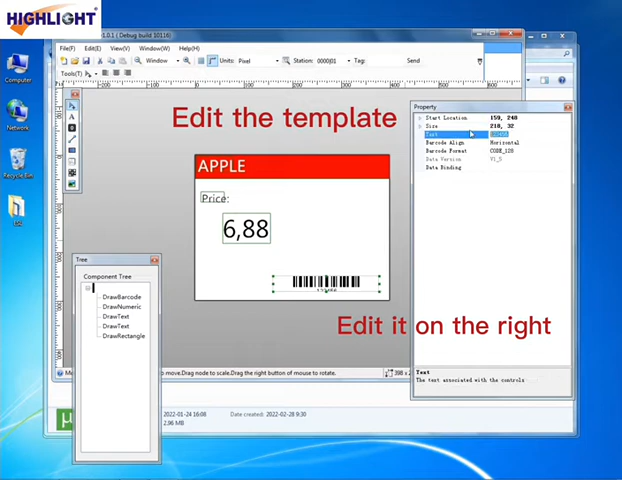 HIGHLIGHT
1.0.1 ( Debug build 10116)
File(F) Edit(E) View(V) Window(W) Help(H)
Window Units: Pixel Station: 0000|01 Tag: Send
Tools(T)
Computer
Network
Recycle Bin
Edit the template
APPLE
Price:
6,88
Property
Start Location 159, 240
Size 218, 32
Text
Barcode Align Horizontal
Barcode Format CODE_128
Data Version V1_5
Data Binding
Tree
Component Tree
DrawBarcode
DrawNumeric
DrawText
DrawText
DrawRectangle
Edit it on the right
to move.Drag node to scale.Drag the right button of mouse to rotate.
Text
The text associated with the controls
2022-01-24 16:08 Date created: 2022-02-28 9:30
2.96 MB